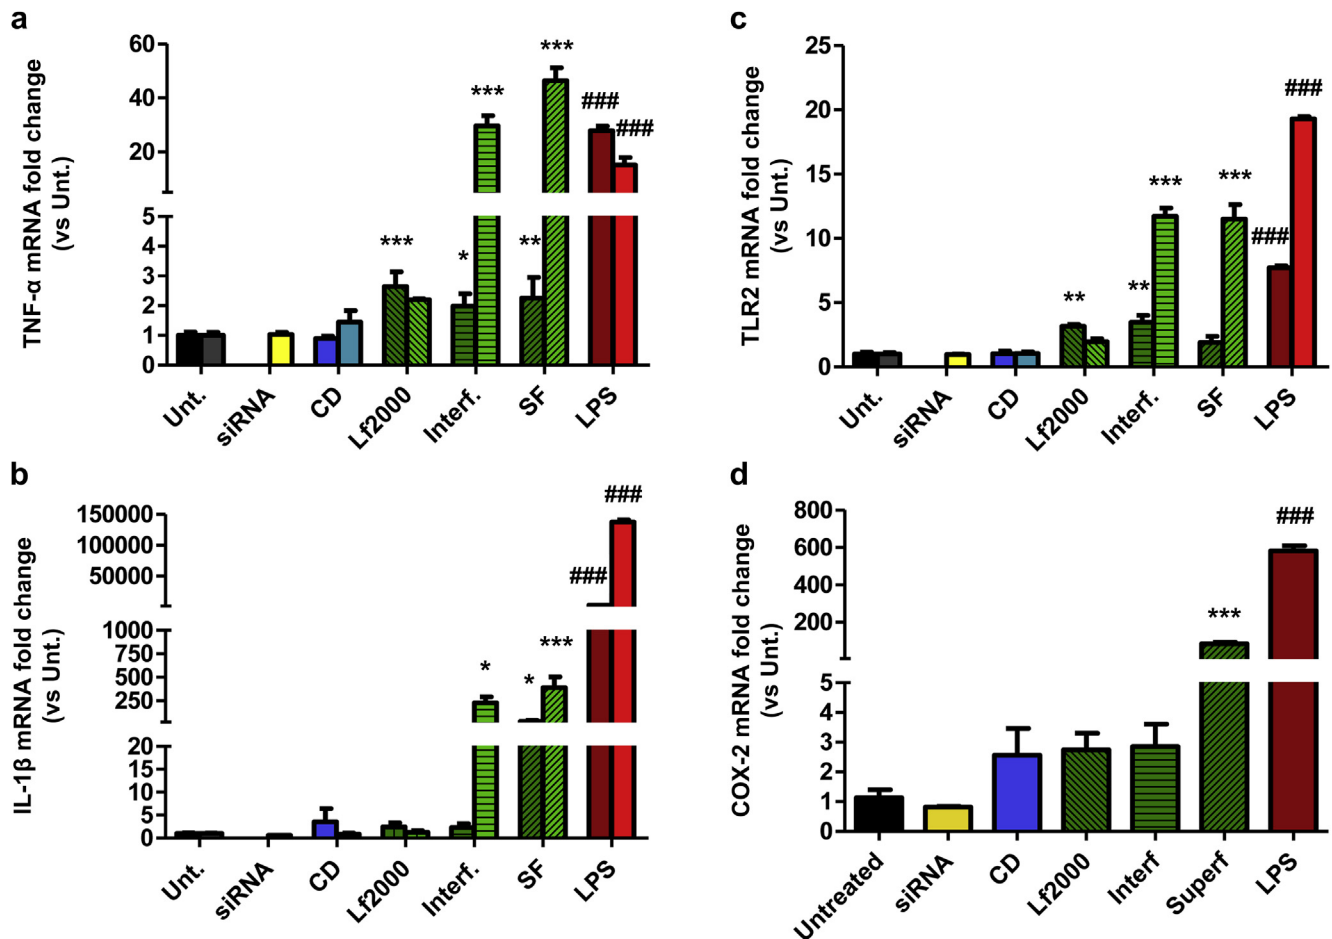 a
TNF-α mRNA fold change
(vs Unt.)
60
40
20
5
4
3
2
1
0
***
*
***
**
***
###
###
Unt.
siRNA
CD
Lf2000
Interf.
SF
LPS
b
IL-1β mRNA fold change
(vs Unt.)
150000
100000
50000
1000
750
500
250
20
15
10
5
0
*
*
***
###
###
Unt.
siRNA
CD
Lf2000
Interf.
SF
LPS
c
TLR2 mRNA fold change
(vs Unt.)
25
20
15
10
5
0
**
**
***
***
###
###
Unt.
siRNA
CD
Lf2000
Interf.
SF
LPS
d
COX-2 mRNA fold change
(vs Unt.)
800
600
400
200
5
4
3
2
1
0
***
###
Untreated
siRNA
CD
Lf2000
Interf
Superf
LPS